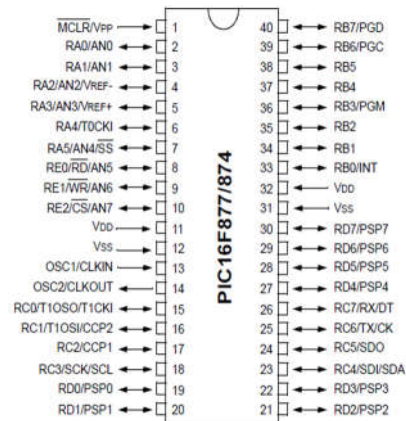 MCLR/VPP 1 40 RB7/PGD
RA0/AN0 2 39 RB6/PGC
RA1/AN1 3 38 RB5
RA2/AN2/VREF- 4 37 RB4
RA3/AN3/VREF+ 5 36 RB3/PGM
RA4/T0CKI 6 35 RB2
RA5/AN4/SS 7 34 RB1
RE0/RD/AN5 8 33 RB0/INT
RE1/WR/AN6 9 32 VDD
RE2/CS/AN7 10 31 VSS
VDD 11 30 RD7/PSP7
VSS 12 29 RD6/PSP6
OSC1/CLKIN 13 28 RD5/PSP5
OSC2/CLKOUT 14 27 RD4/PSP4
RC0/T1OSO/T1CKI 15 26 RC7/RX/DT
RC1/T1OSI/CCP2 16 25 RC6/TX/CK
RC2/CCP1 17 24 RC5/SDO
RC3/SCK/SCL 18 23 RC4/SDI/SDA
RD0/PSP0 19 22 RD3/PSP3
RD1/PSP1 20 21 RD2/PSP2
PIC16F877/874